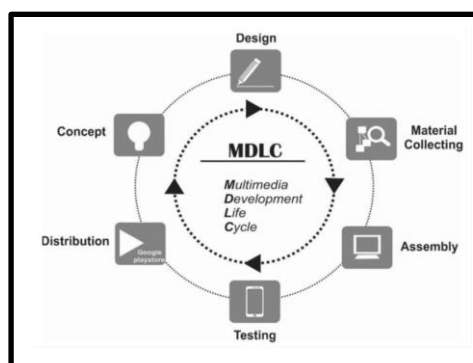 Design
Concept
Material
Collecting
MDLC
Multimedia
Development
Life
Cycle
Distribution
Google
playstore
Assembly
Testing